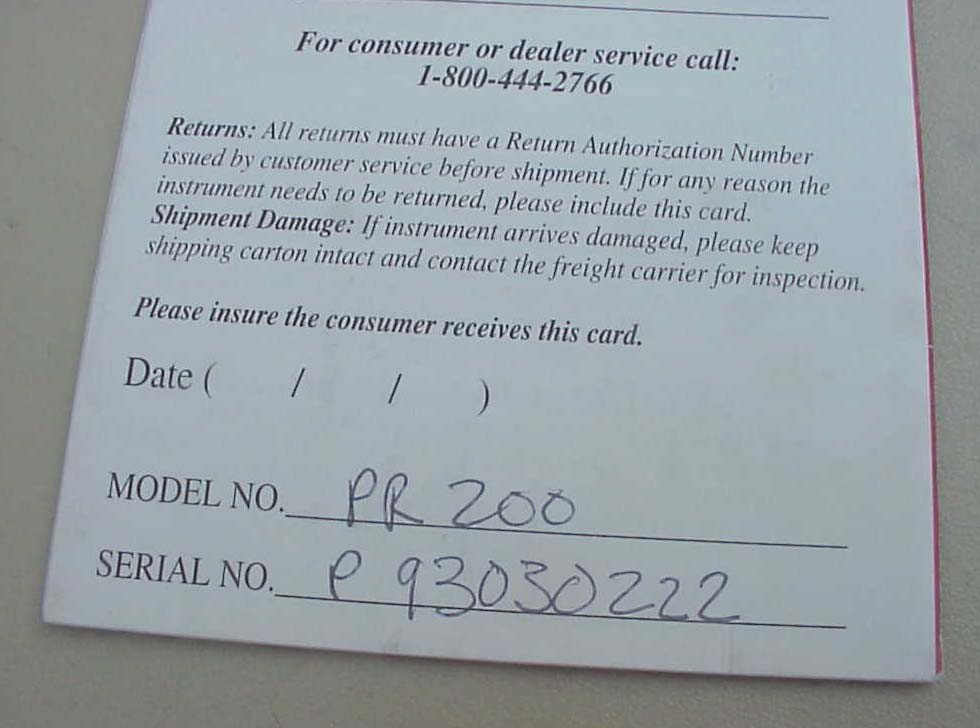 For consumer or dealer service call:
1-800-444-2766
Returns: All returns must have a Return Authorization Number
issued by customer service before shipment. If for any reason the
instrument needs to be returned, please include this card.
Shipment Damage: If instrument arrives damaged, please keep
shipping carton intact and contact the freight carrier for inspection.
Please insure the consumer receives this card.
Date ( / / )
MODEL NO. PR 200
SERIAL NO. P 93030222